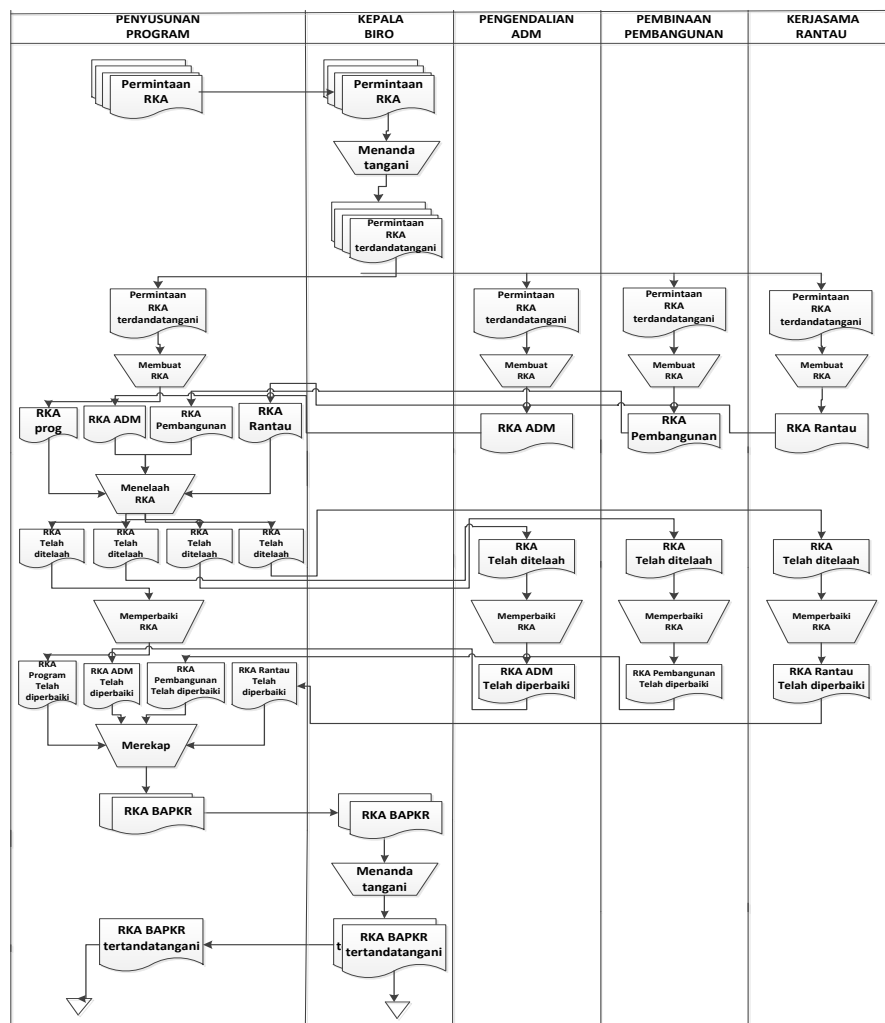 PENYUSUNAN
PROGRAM
KEPALA
BIRO
PENGENDALIAN
ADM
PEMBINAAN
PEMBANGUNAN
KERJASAMA
RANTAU
Permintaan
RKA
Permintaan
RKA
Menanda
tangani
Permintaan
RKA
terdandatangani
Permintaan
RKA
terdandatangani
Permintaan
RKA
terdandatangani
Permintaan
RKA
terdandatangani
Permintaan
RKA
terdandatangani
Membuat
RKA
Membuat
RKA
Membuat
RKA
Membuat
RKA
RKA
prog
RKA ADM
RKA
Pembangunan
RKA
Rantau
RKA ADM
RKA
Pembangunan
RKA Rantau
Menelaah
RKA
RKA
Telah
ditelaah
RKA
Telah
ditelaah
RKA
Telah
ditelaah
RKA
Telah
ditelaah
RKA
Telah ditelaah
RKA
Telah ditelaah
RKA
Telah ditelaah
Memperbaiki
RKA
Memperbaiki
RKA
Memperbaiki
RKA
Memperbaiki
RKA
RKA
Program
Telah
diperbaiki
RKA ADM
Telah
diperbaiki
RKA
Pembangunan
Telah diperbaiki
RKA Rantau
Telah
diperbaiki
RKA ADM
Telah diperbaiki
RKA Pembangunan
Telah diperbaiki
RKA Rantau
Telah diperbaiki
Merekap
RKA BAPKR
RKA BAPKR
Menanda
tangani
RKA BAPKR
tertandatangani
t
RKA BAPKR
tertandatangani